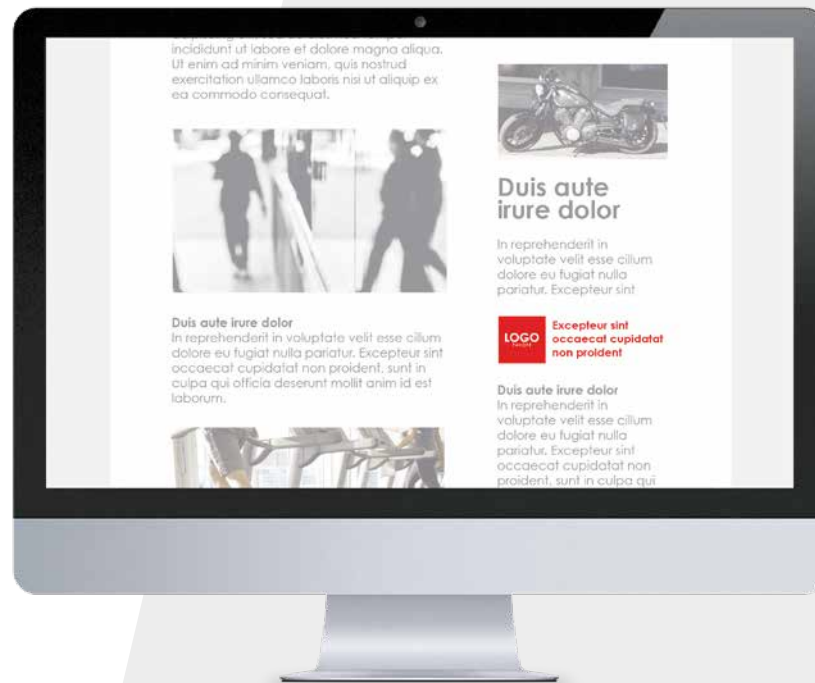 incididunt ut labore et dolore magna aliqua.
Ut enim ad minim veniam, quis nostrud
exercitation ullamco laboris nisi ut aliquip ex
ea commodo consequat.
Duis aute irure dolor
In reprehenderit in voluptate velit esse cillum
dolore eu fugiat nulla pariatur. Excepteur sint
occaecat cupidatat non proident, sunt in
culpa qui officia deserunt mollit anim id est
laborum.
Duis aute
irure dolor
In reprehenderit in
voluptate velit esse cillum
dolore eu fugiat nulla
pariatur. Excepteur sint
LOGO
Excepteur sint
occaecat cupidatat
non proident
Duis aute irure dolor
In reprehenderit in
voluptate velit esse cillum
dolore eu fugiat nulla
pariatur. Excepteur sint
occaecat cupidatat non
proident, sunt in culpa qui